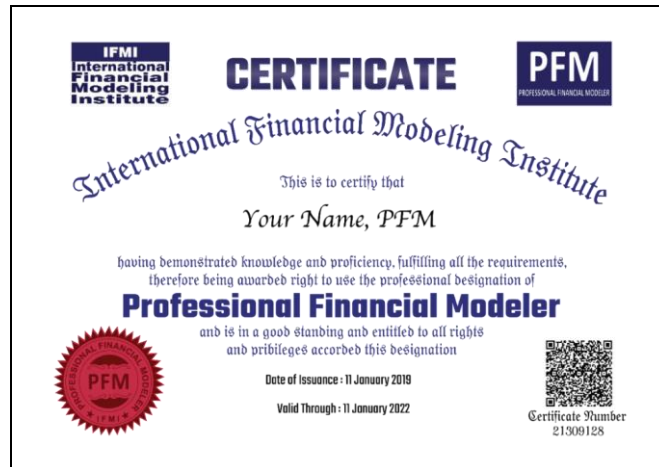 IFMI
International
Financial
Modeling
Institute
CERTIFICATE
PFM
PROFESSIONAL FINANCIAL MODELER
International Financial Modeling Institute
This is to certify that
Your Name, PFM
having demonstrated knowledge and proficiency, fulfilling all the requirements,
therefore being awarded right to use the professional designation of
Professional Financial Modeler
and is in a good standing and entitled to all rights
and pribileges accorded this designation
Date of Issuance : 11 January 2019
Valid Through : 11 January 2022
PROFESSIONAL FINANCIAL MODELER
PFM
IFMI
Certificate Number
21309128